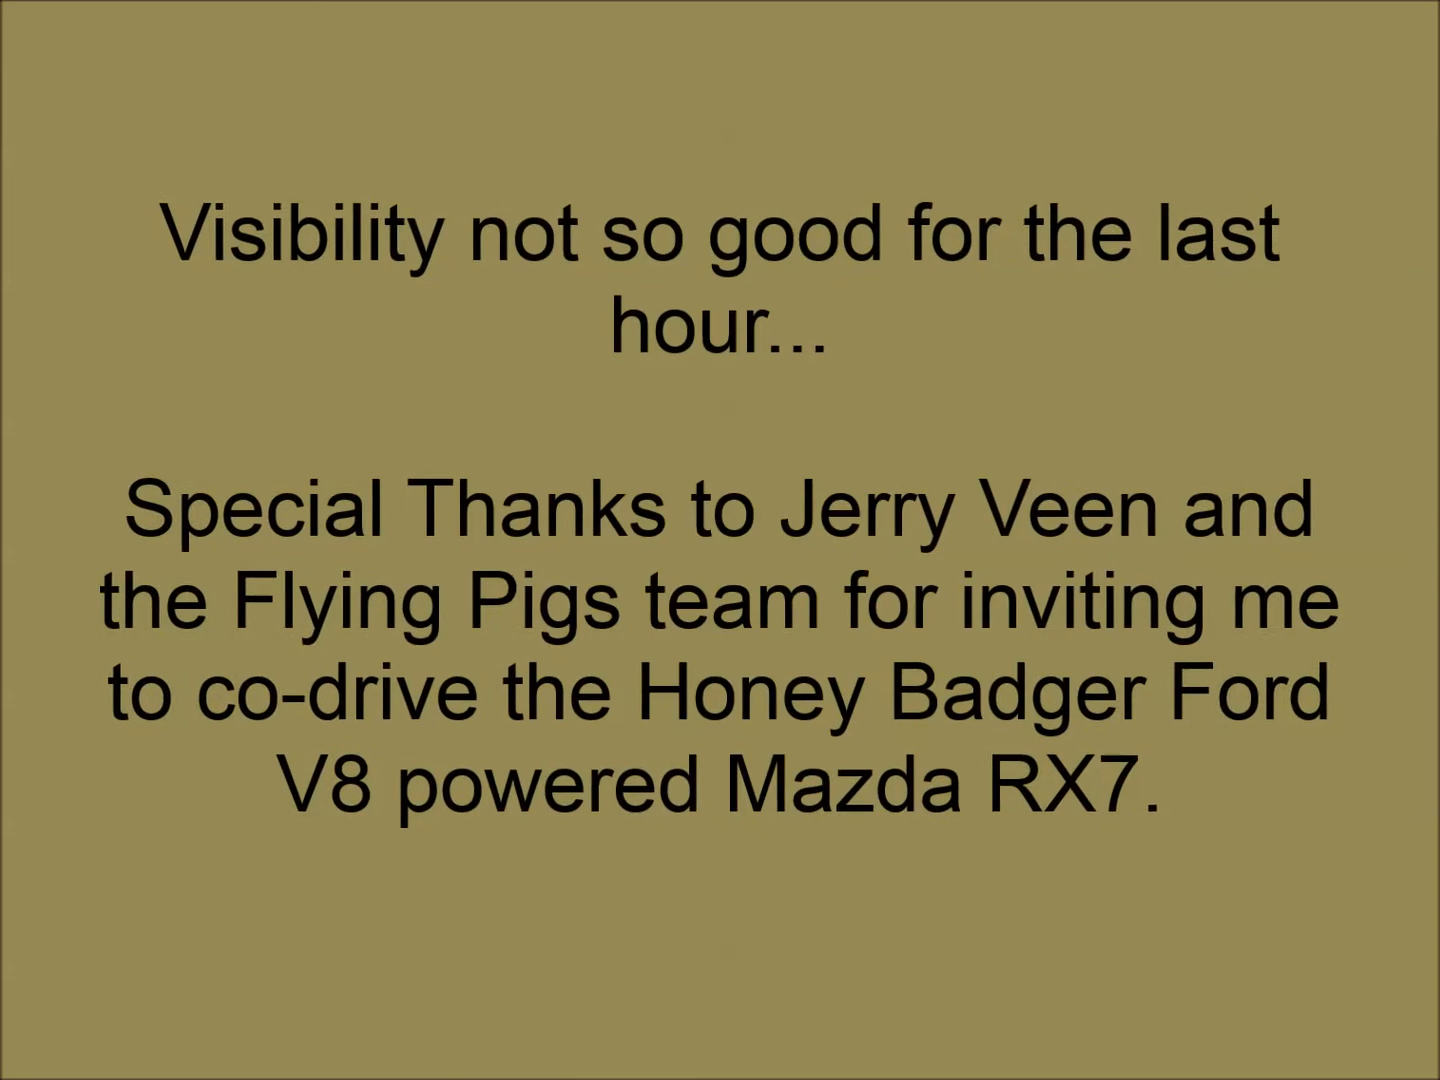 Visibility not so good for the last
hour...
Special Thanks to Jerry Veen and
the Flying Pigs team for inviting me
to co-drive the Honey Badger Ford
V8 powered Mazda RX7.